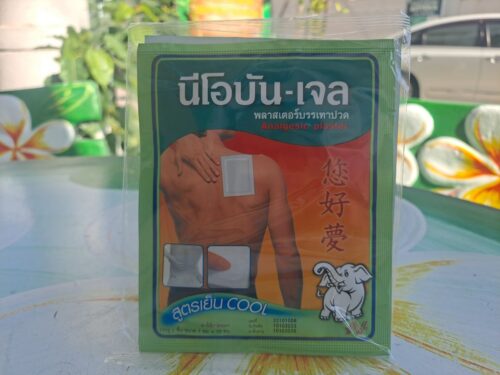 นีโอบัน-เจล
พลาสเตอร์บรรเทาปวด
Analgesic plaster
您
好
夢
สูตรเย็น COOL